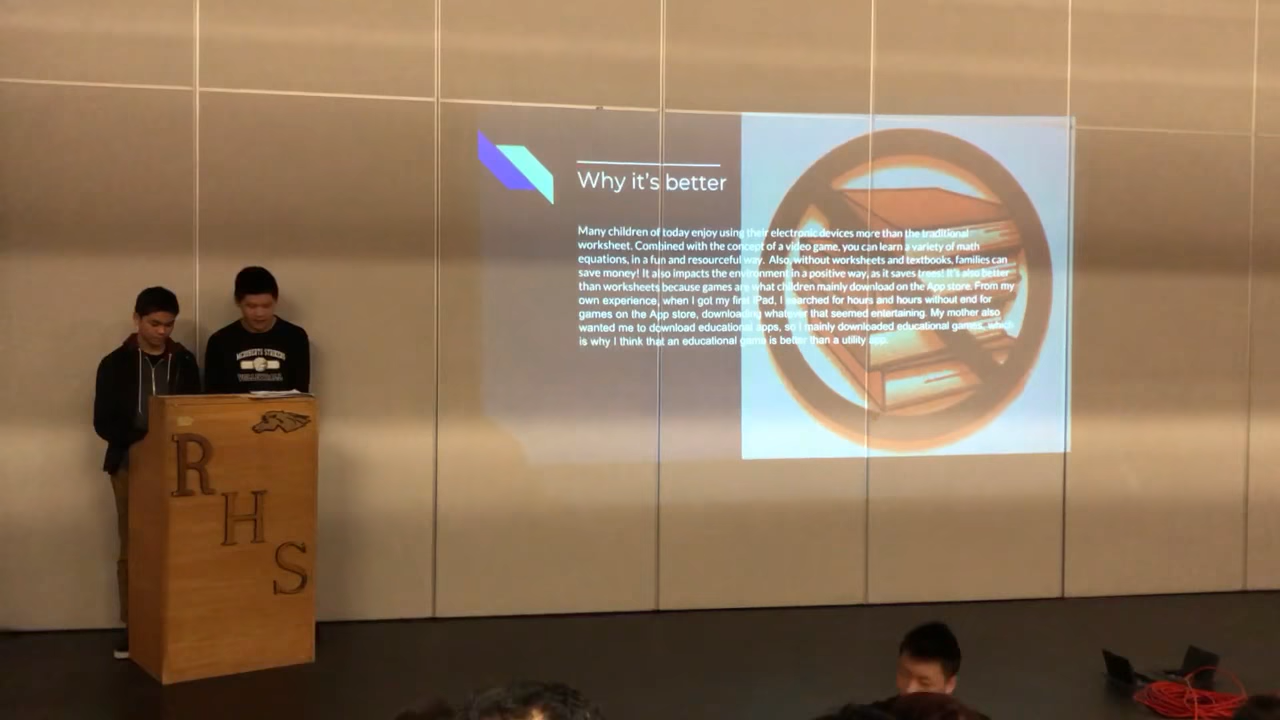 Why it's better
Many children of today enjoy using their electronic devices more than the traditional
worksheet. Combined with the concept of a video game, you can learn a variety of math
equations, in a fun and resourceful way. Also, without worksheets and textbooks, families can
save money! It also impacts the environment in a positive way, as it saves trees! It's also better
than worksheets because games are what children mainly download on the App store. From my
own experience, when I got my first iPad, I searched for hours and hours without end for
games on the App store, downloading whatever that seemed entertaining. My mother also
wanted me to download educational apps, so I mainly downloaded educational games, which
is why I think that an educational game is better than a utility app.
VOLLEYBALL
R
H
S